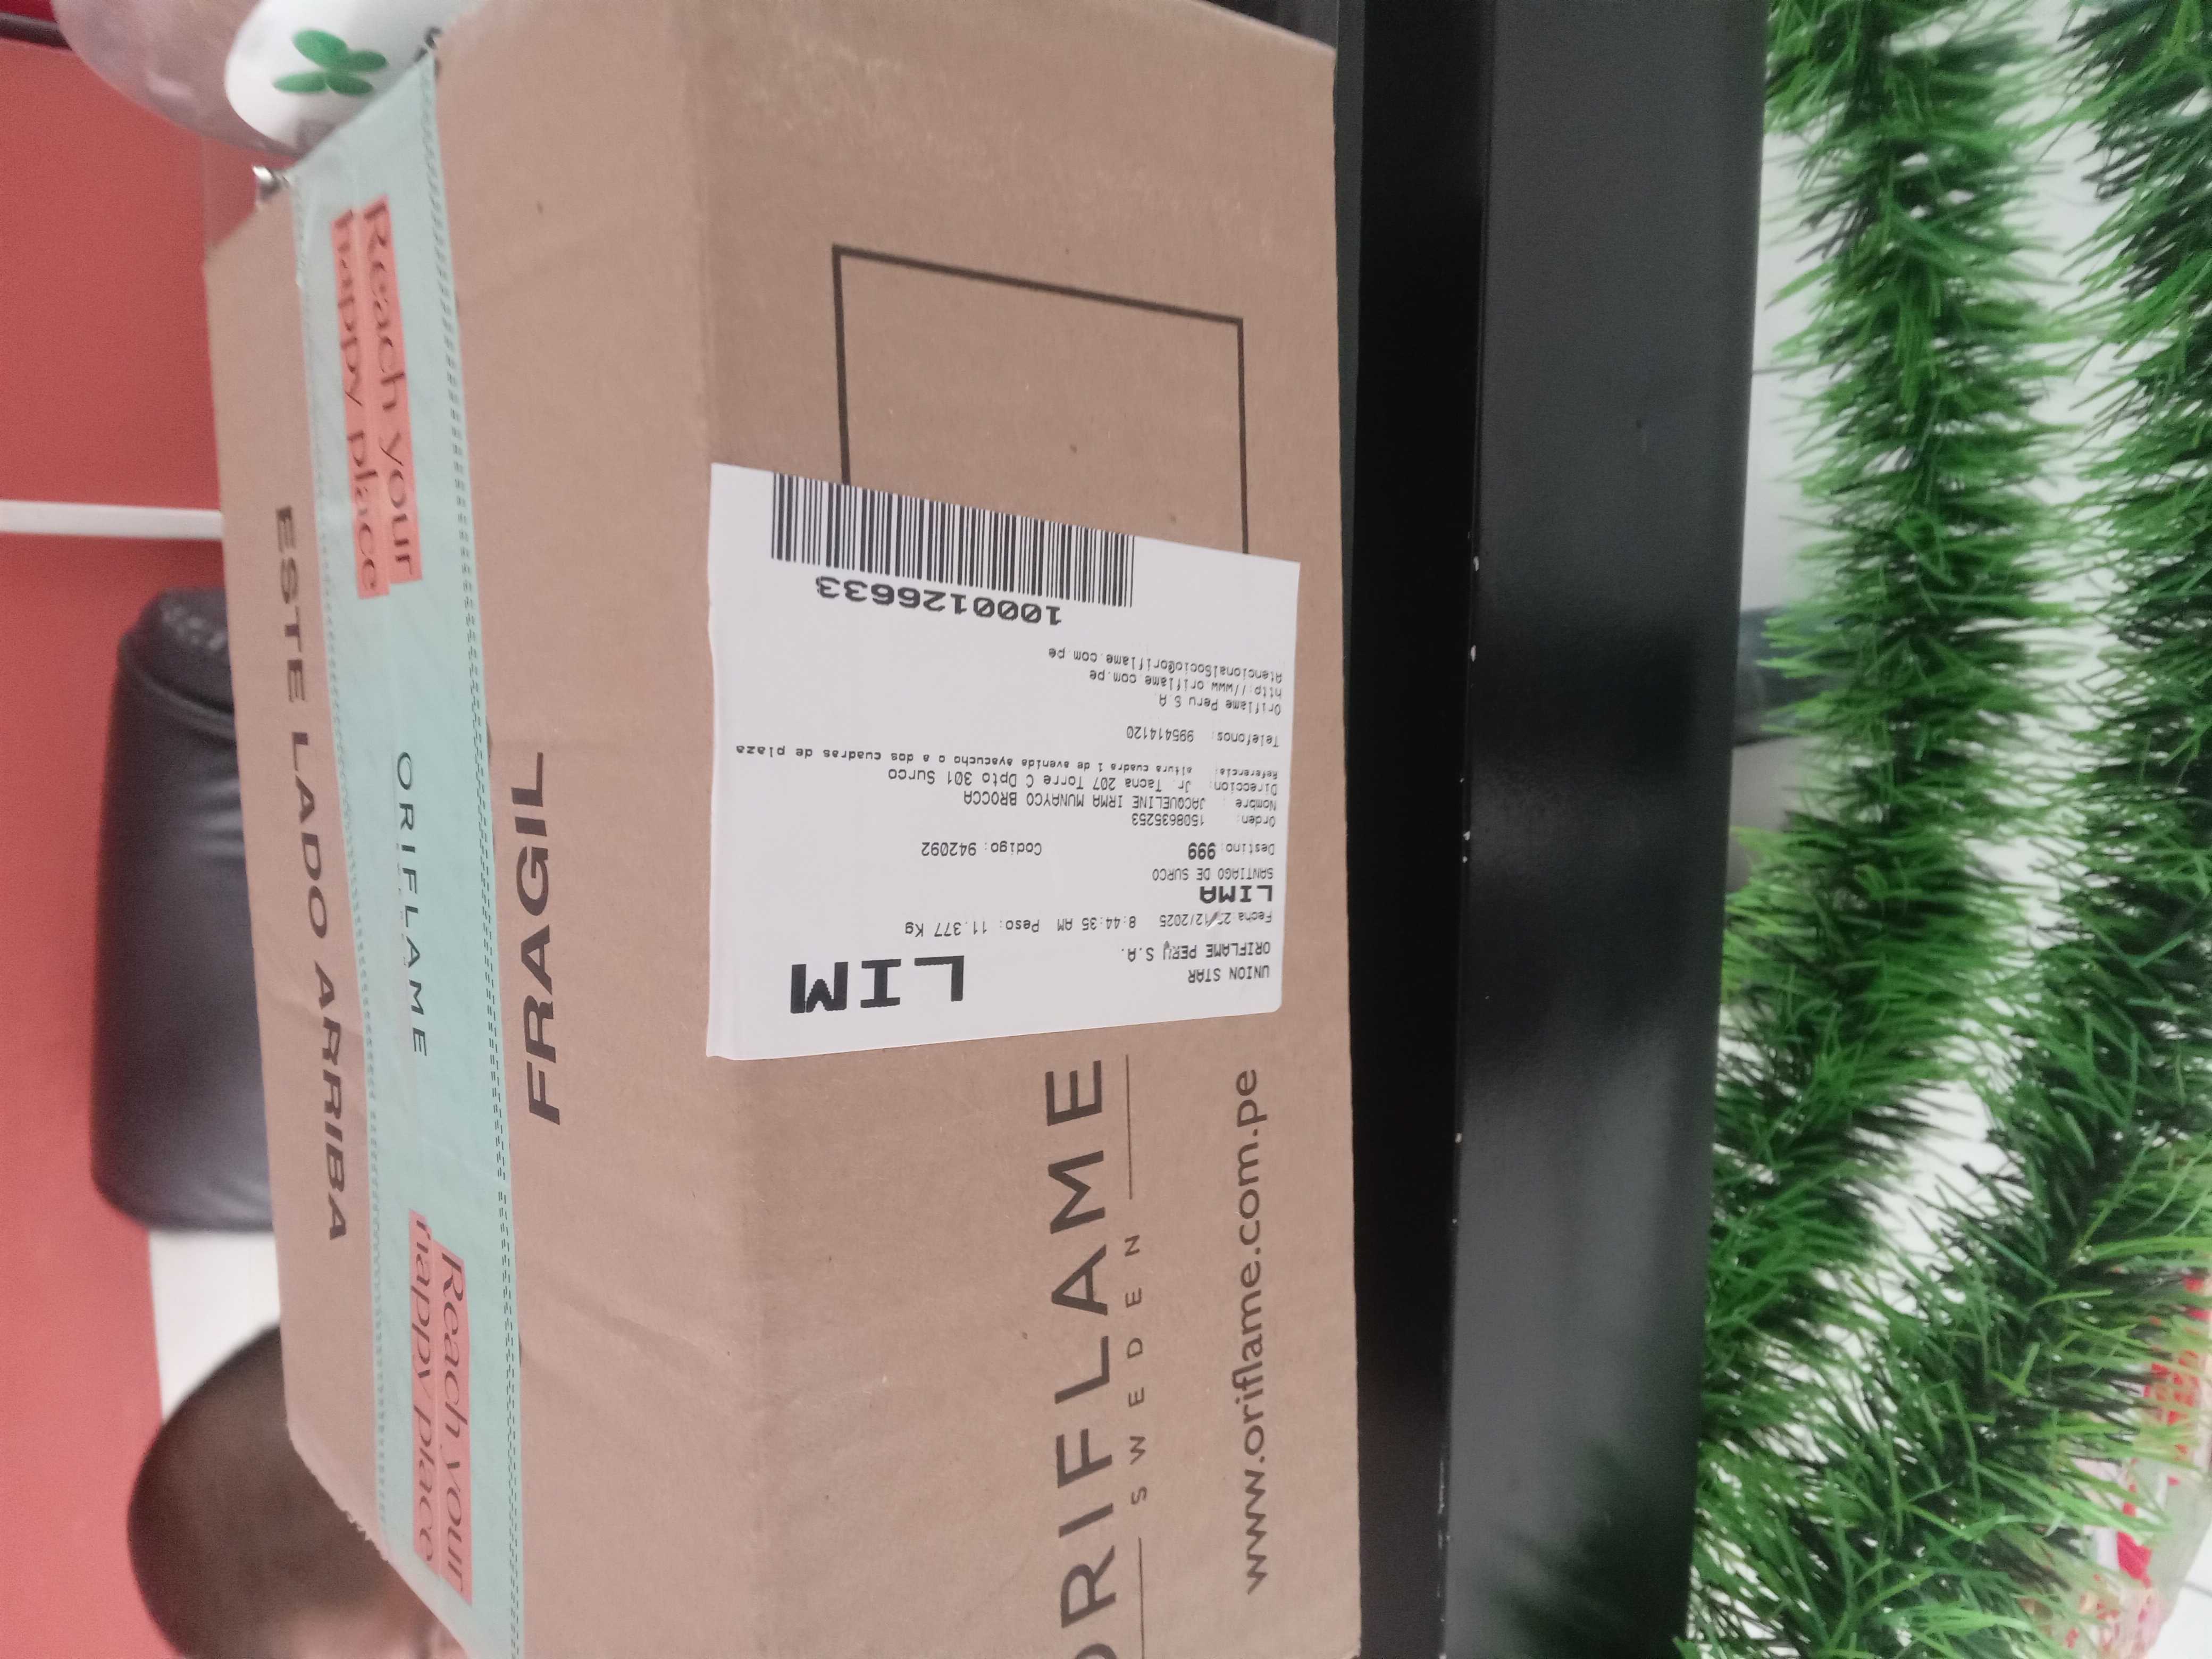 ESTE LADO ARRIBA
Reach your
happy place
ORIFLAME
Reach your
happy place
FRAGIL
ORIFLAME
SWEDEN
www.oriflame.com.pe
UNION STAR
LIM
ORIFLAME PERU S.A.
Fecha: /12/2025 8:44:35 AM Peso: 11.377 Kg
LIMA
SANTIAGO DE SURCO
Destino: 999 Codigo: 942092
Orden: 1508635253
Nombre : JACQUELINE IRMA MUNAYCO BROCCA
Direccion: Jr. Tacna 207 Torre C Dpto 301 Surco
Referencia: altura cuadra 1 de avenida ayacucho o a dos cuadras de plaza
Telefonos: 995414120
Oriflame Peru S.A.
http://www.oriflame.com.pe
AtencionalSocio@oriflame.com.pe
1000126633